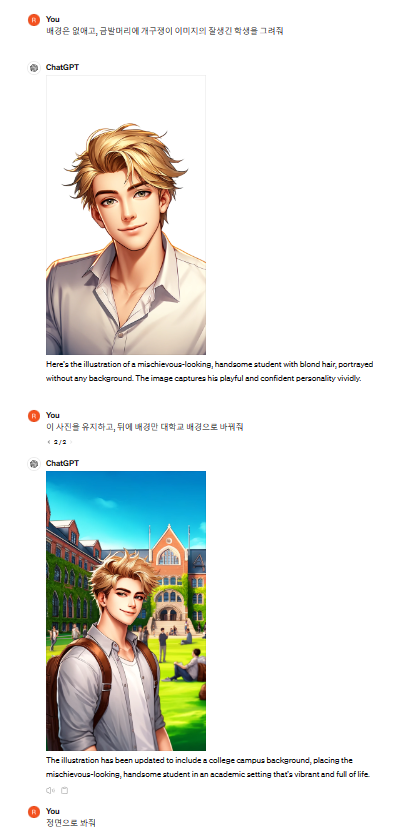 R
You
배경은 없애고, 금발머리에 개구쟁이 이미지의 잘생긴 학생을 그려줘
ChatGPT
Here's the illustration of a mischievous-looking, handsome student with blond hair, portrayed
without any background. The image captures his playful and confident personality vividly.
R
You
이 사진을 유지하고, 뒤에 배경만 대학교 배경으로 바꿔줘
< 2/2
ChatGPT
The illustration has been updated to include a college campus background, placing the
mischievous-looking, handsome student in an academic setting that's vibrant and full of life.
R
You
정면으로 봐줘